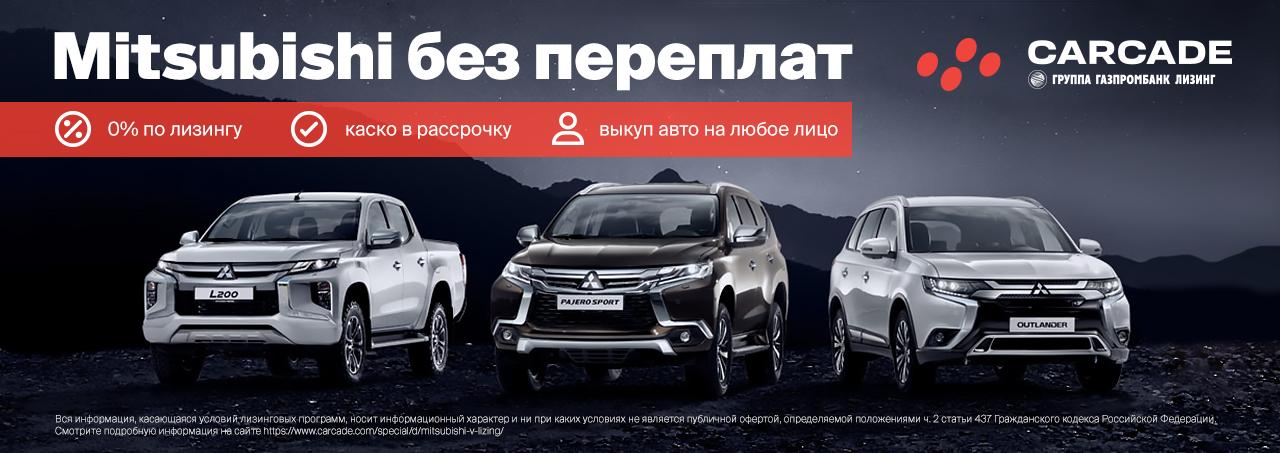 Mitsubishi без переплат
CARCADE
ГРУППА ГАЗПРОМБАНК ЛИЗИНГ
0% по лизингу
каско в рассрочку
выкуп авто на любое лицо
L200
PAJERO SPORT
OUTLANDER
Вся информация, касающаяся условий лизинговых программ, носит информационный характер и ни при каких условиях не является публичной офертой, определяемой положениями ч. 2 статьи 437 Гражданского кодекса Российской Федерации.
Смотрите подробную информация на сайте https://www.carcade.com/special/d/mitsubishi-v-lizing/